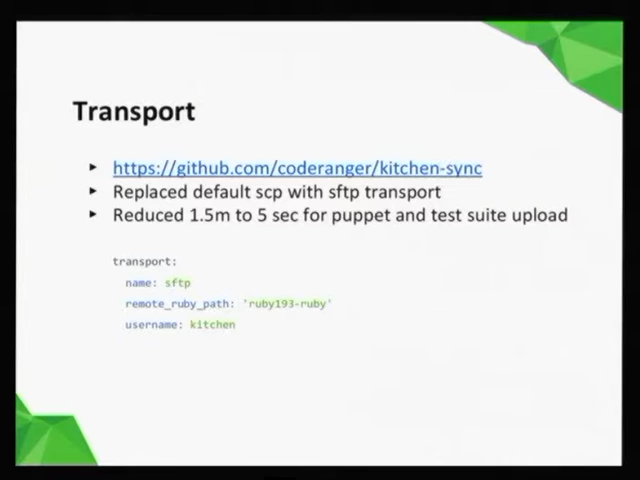 Transport
https://github.com/coderanger/kitchen-sync
Replaced default scp with sftp transport
Reduced 1.5m to 5 sec for puppet and test suite upload
transport:
name: sftp
remote_ruby_path: 'ruby193-ruby'
username: kitchen